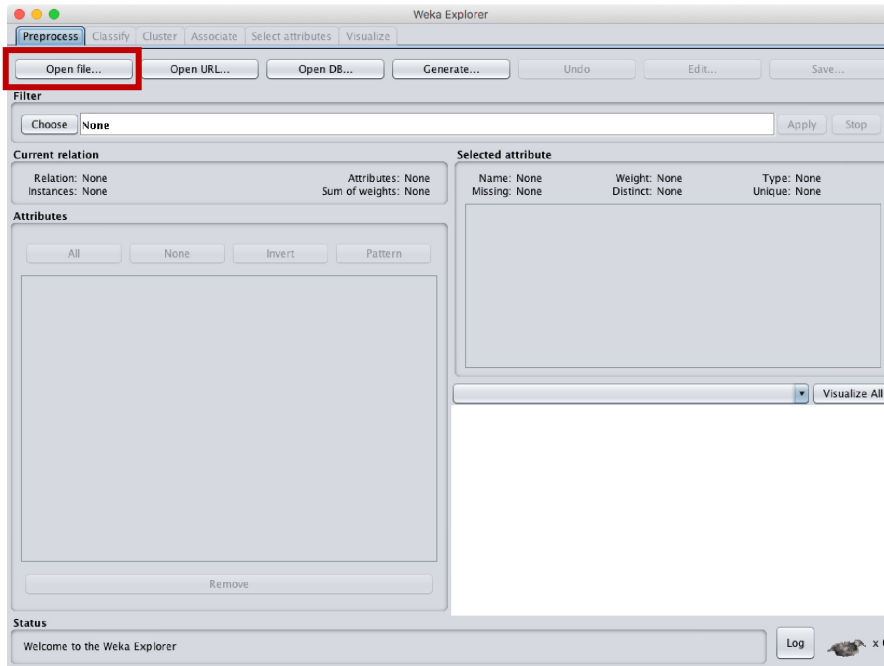 Weka Explorer
Preprocess Classify Cluster Associate Select attributes Visualize
Open file... Open URL... Open DB... Generate... Undo Edit... Save...
Filter
Choose None Apply Stop
Current relation
Relation: None Attributes: None
Instances: None Sum of weights: None
Selected attribute
Name: None Weight: None Type: None
Missing: None Distinct: None Unique: None
Attributes
All None Invert Pattern
Visualize All
Remove
Status
Welcome to the Weka Explorer
Log x